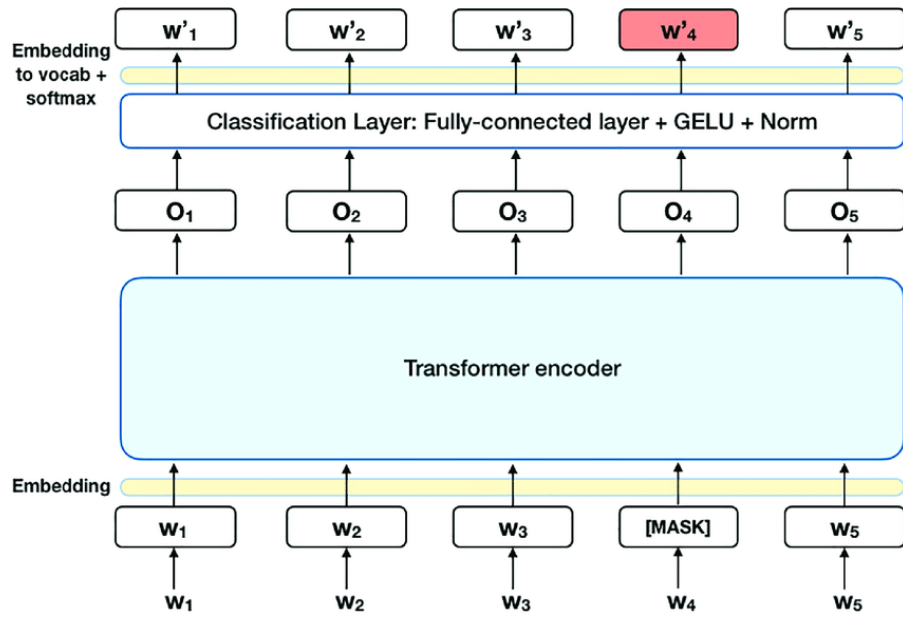 w'₁ w'₂ w'₃ w'₄ w'₅
Embedding
to vocab +
softmax
Classification Layer: Fully-connected layer + GELU + Norm
O₁ O₂ O₃ O₄ O₅
Transformer encoder
Embedding
w₁ w₂ w₃ [MASK] w₅
w₁ w₂ w₃ w₄ w₅